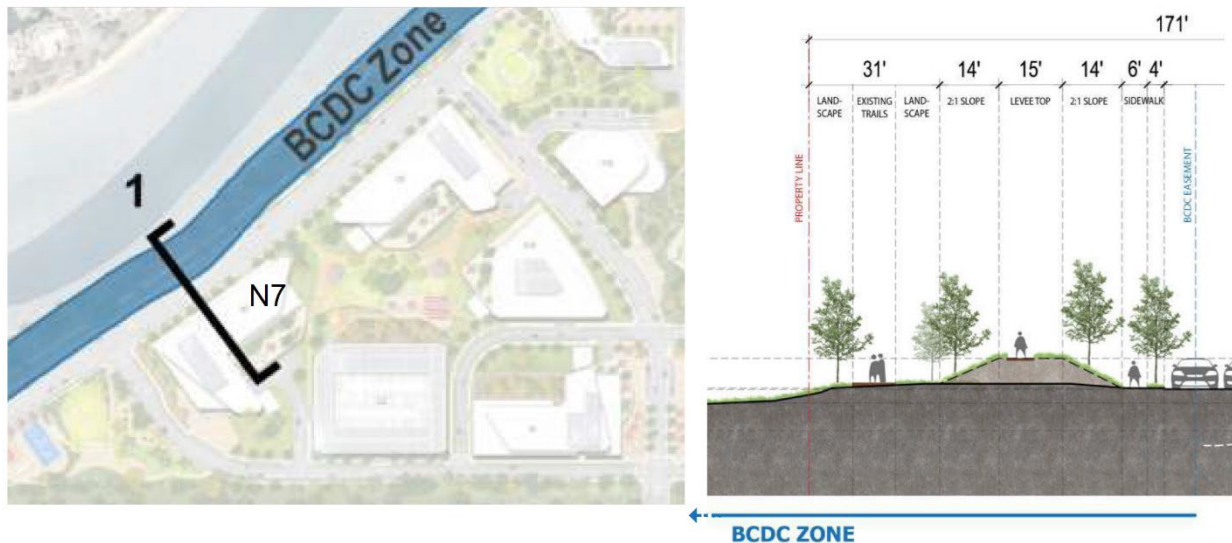 BCDC Zone
1
N7
171'
31' 14' 15' 14' 6' 4'
LAND-
SCAPE
EXISTING
TRAILS
LAND-
SCAPE
2:1 SLOPE
LEVEE TOP
2:1 SLOPE
SIDEWALK
PROPERTY LINE
BCDC EASEMENT
BCDC ZONE